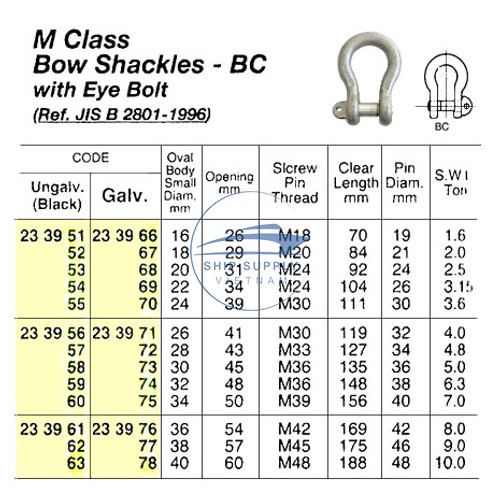 M Class
Bow Shackles - BC
with Eye Bolt
(Ref. JIS B 2801-1996)
BC
CODE
Ungalv. (Black) Galv. Oval Body Small Diam. mm Opening mm Slcrew Pin Thread Clear Length mm Pin Diam. mm S.W.l Ton
23 39 51 23 39 66 16 26 M18 70 19 1.6
52 67 18 29 M20 84 21 2.0
53 68 20 31 M24 92 24 2.5
54 69 22 34 M24 104 26 3.15
55 70 24 39 M30 111 30 3.6
23 39 56 23 39 71 26 41 M30 119 32 4.0
57 72 28 43 M33 127 34 4.8
58 73 30 45 M36 135 36 5.0
59 74 32 48 M36 148 38 6.3
60 75 34 50 M39 156 40 7.0
23 39 61 23 39 76 36 54 M42 169 42 8.0
62 77 38 57 M45 175 46 9.0
63 78 40 60 M48 188 48 10.0
SHIP SUPPLY
VIETNAM